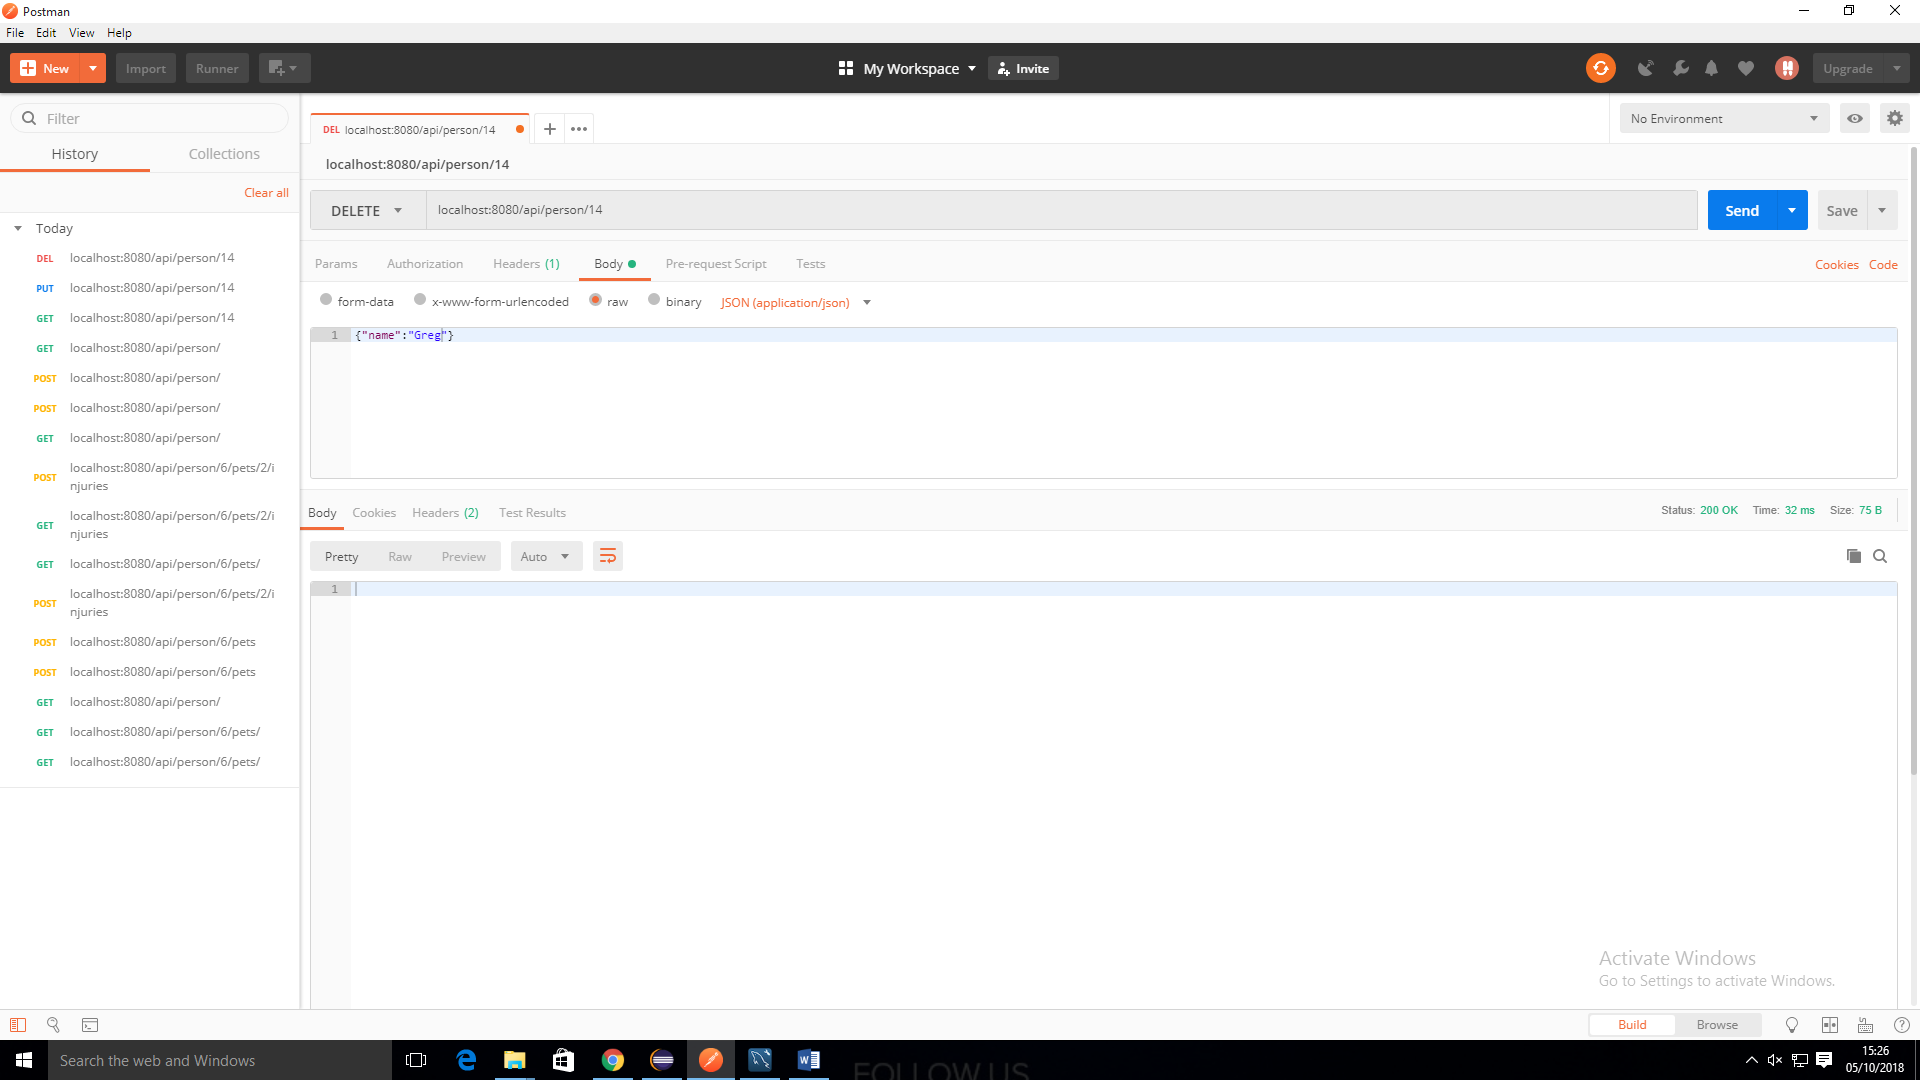 Postman
File Edit View Help
New Import Runner My Workspace Invite Upgrade
Filter
History Collections
Clear all
Today
DEL localhost:8080/api/person/14
PUT localhost:8080/api/person/14
GET localhost:8080/api/person/14
GET localhost:8080/api/person/
POST localhost:8080/api/person/
POST localhost:8080/api/person/
GET localhost:8080/api/person/
POST localhost:8080/api/person/6/pets/2/i
njuries
GET localhost:8080/api/person/6/pets/2/i
njuries
GET localhost:8080/api/person/6/pets/
POST localhost:8080/api/person/6/pets/2/i
njuries
POST localhost:8080/api/person/6/pets
POST localhost:8080/api/person/6/pets
GET localhost:8080/api/person/
GET localhost:8080/api/person/6/pets/
GET localhost:8080/api/person/6/pets/
DEL localhost:8080/api/person/14
No Environment
localhost:8080/api/person/14
DELETE localhost:8080/api/person/14 Send Save
Params Authorization Headers (1) Body Pre-request Script Tests Cookies Code
form-data x-www-form-urlencoded raw binary JSON (application/json)
1 {"name":"Greg"}
Body Cookies Headers (2) Test Results Status: 200 OK Time: 32 ms Size: 75 B
Pretty Raw Preview Auto
1
Activate Windows
Go to Settings to activate Windows.
Build Browse
Search the web and Windows
FOLLOW US
15:26
05/10/2018